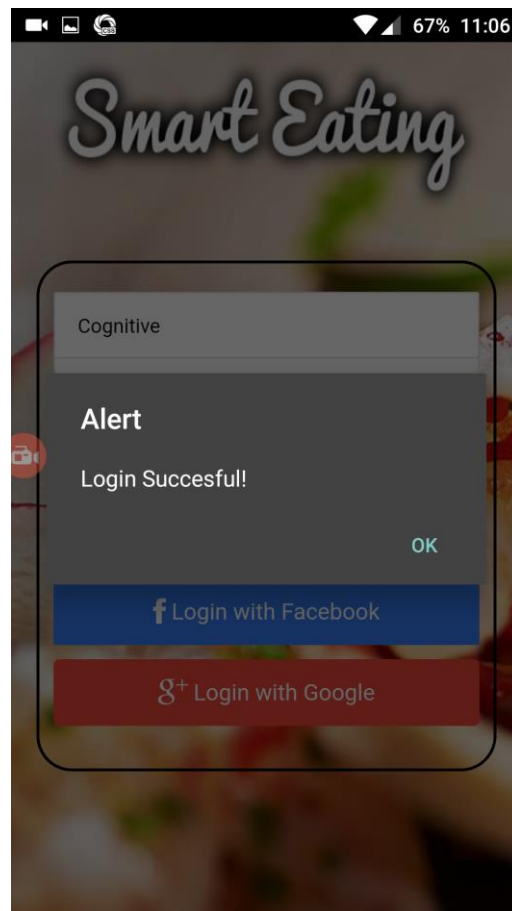 67% 11:06
Smart Eating
Cognitive
Alert
Login Succesful!
OK
f Login with Facebook
g+ Login with Google